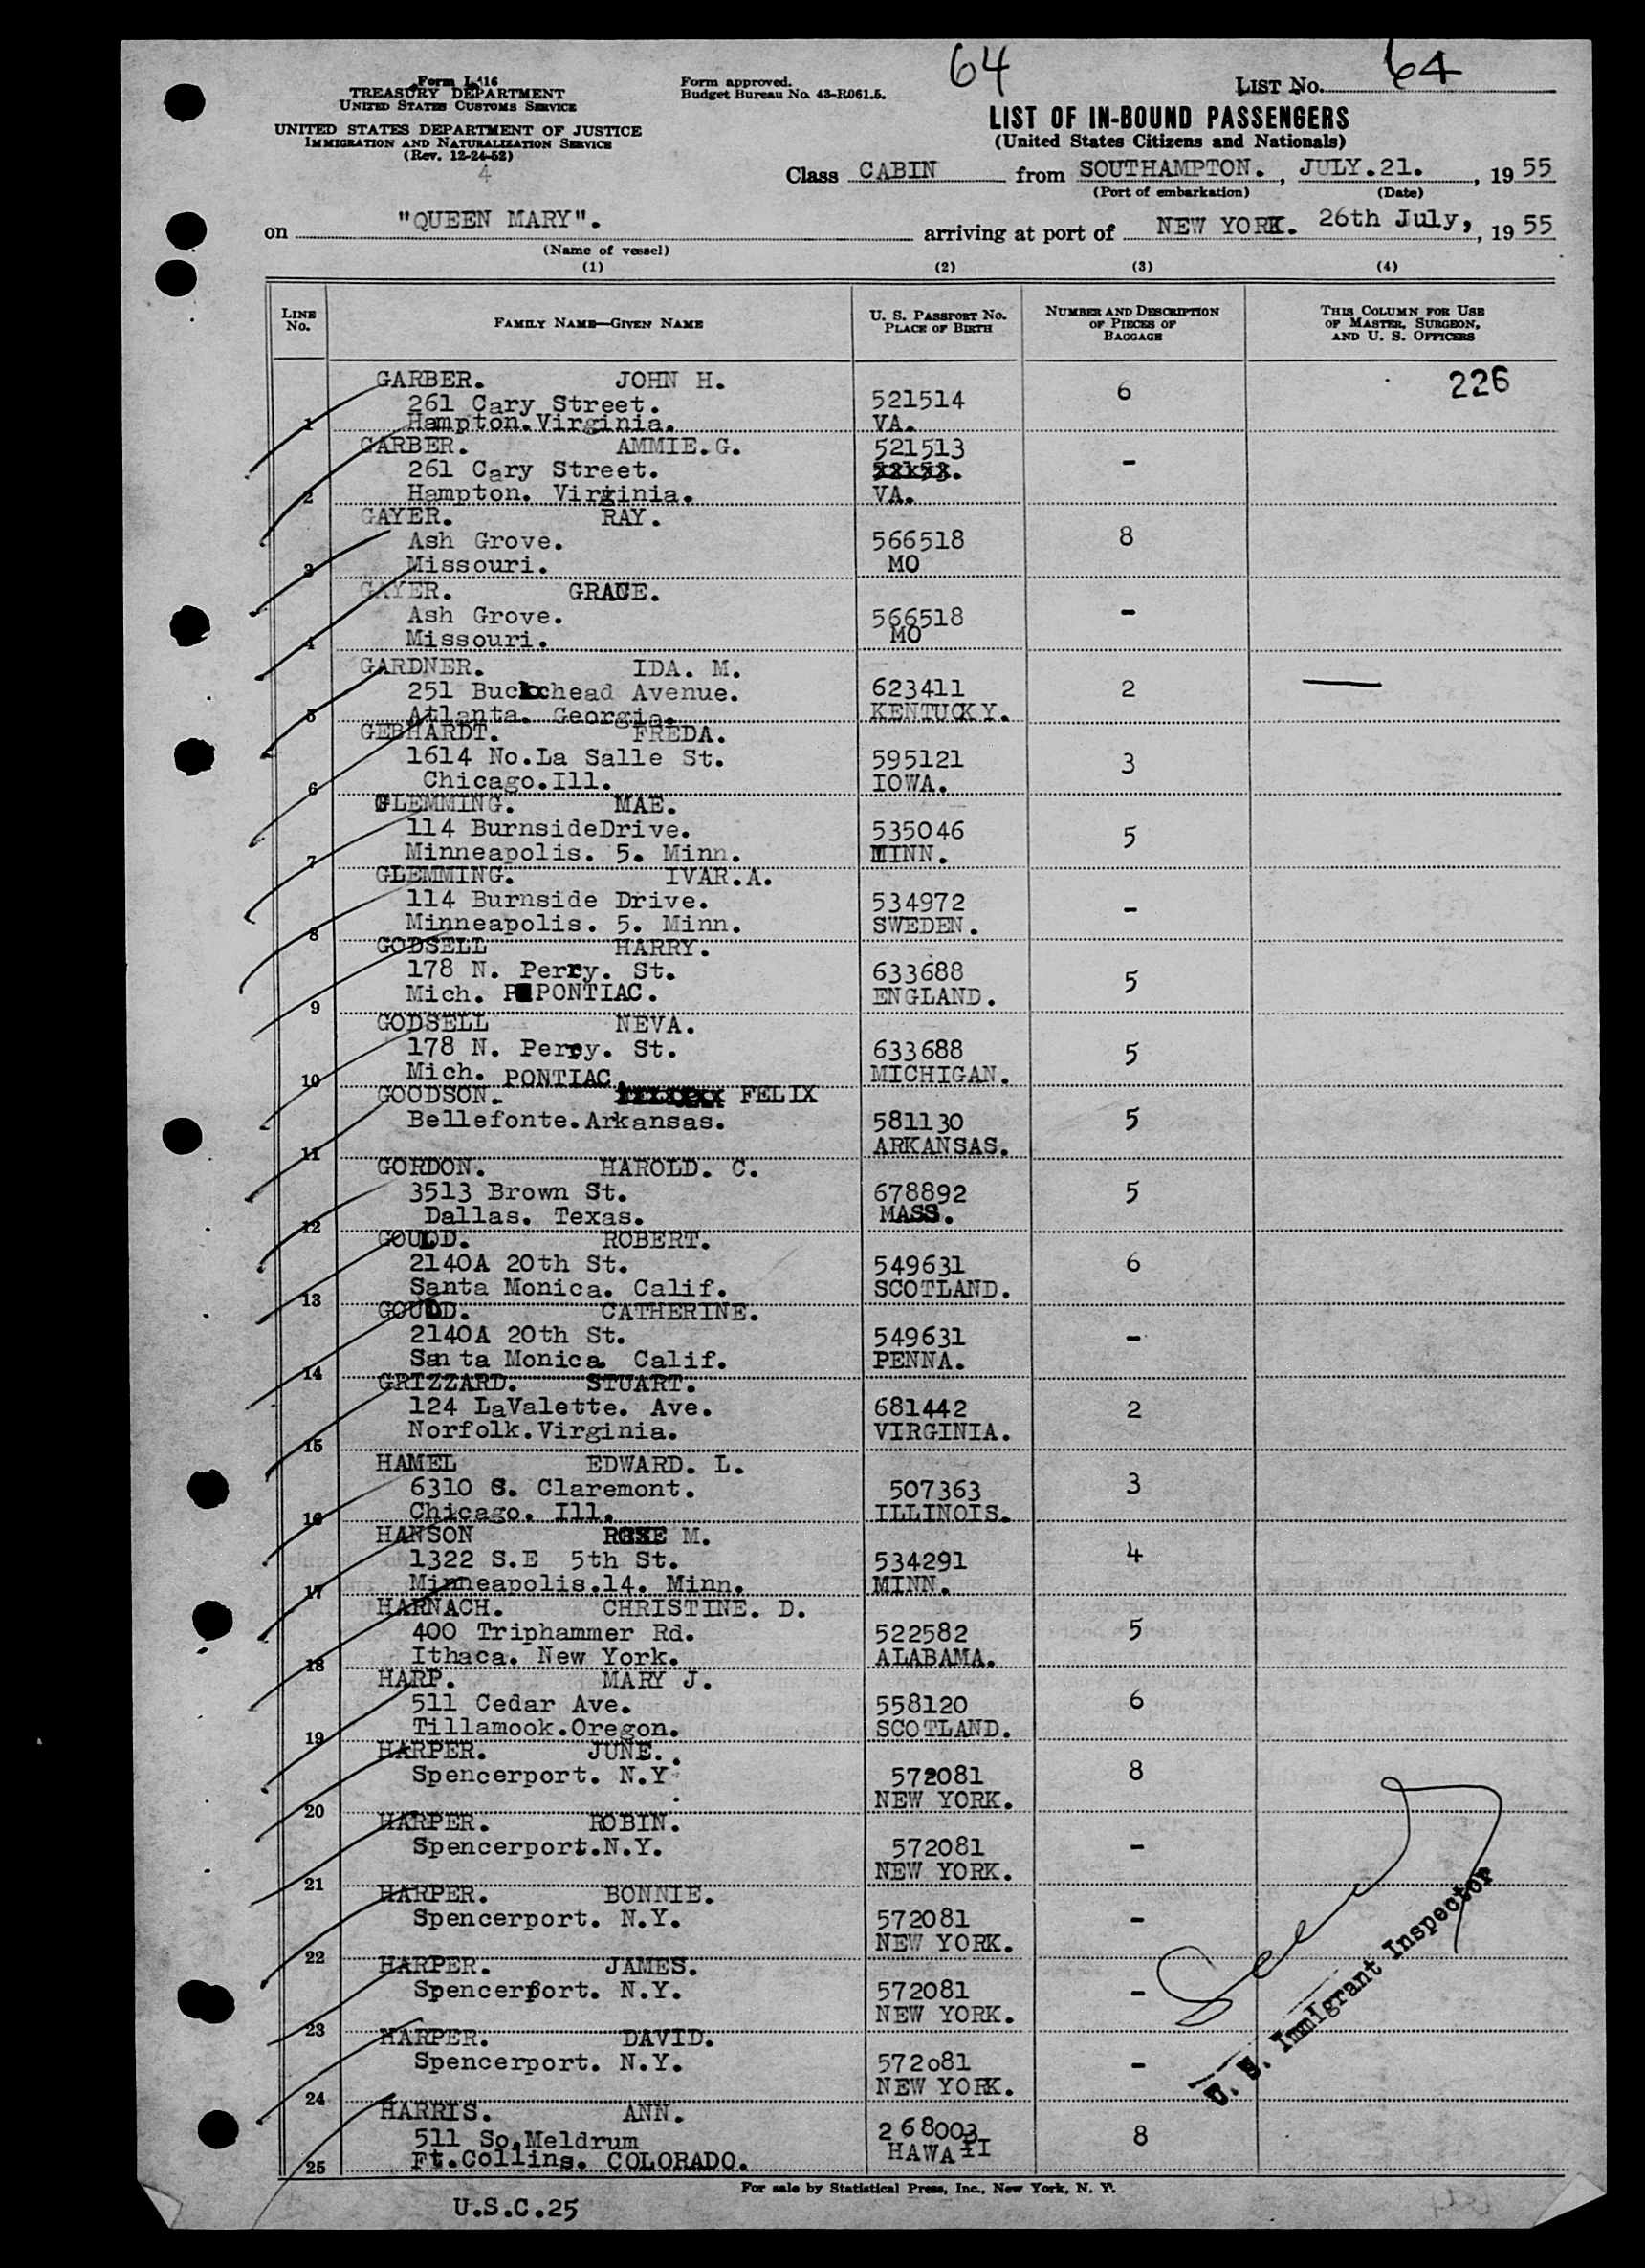 64
64
Form I-416
TREASURY DEPARTMENT
UNITED STATES CUSTOMS SERVICE
UNITED STATES DEPARTMENT OF JUSTICE
IMMIGRATION AND NATURALIZATION SERVICE
(Rev. 12-24-52)
4
Form approved.
Budget Bureau No. 43-R061.5.
LIST NO.
LIST OF IN-BOUND PASSENGERS
(United States Citizens and Nationals)
Class CABIN from SOUTHAMPTON. , JULY.21. , 19 55
(Port of embarkation) (Date)
on "QUEEN MARY". arriving at port of NEW YORK. 26th July, , 19 55
(Name of vessel)
(1) (2) (3) (4)
LINE NO. FAMILY NAME—GIVEN NAME U. S. PASSPORT NO. PLACE OF BIRTH NUMBER AND DESCRIPTION OF PIECES OF BAGGAGE THIS COLUMN FOR USE OF MASTER, SURGEON, AND U. S. OFFICERS
GARBER. JOHN H. 6 226
261 Cary Street. 521514
1 Hampton.Virginia. VA.
GARBER. AMMIE.G. 521513
261 Cary Street. -
2 Hampton. Virginia. VA.
GAYER. RAY.
Ash Grove. 566518 8
3 Missouri. MO
GAYER. GRACE.
Ash Grove. 566518 -
4 Missouri. MO
GARDNER. IDA. M.
251 Buckhead Avenue. 623411 2 —
5 Atlanta. Georgia. KENTUCKY.
GEBHARDT. FREDA.
1614 No.La Salle St. 595121 3
6 Chicago.Ill. IOWA.
GLEMMING. MAE.
114 BurnsideDrive. 535046 5
7 Minneapolis. 5. Minn. MINN.
GLEMMING. IVAR.A.
114 Burnside Drive. 534972 -
8 Minneapolis. 5. Minn. SWEDEN.
GODSELL HARRY.
178 N. Perry. St. 633688 5
9 Mich. P PONTIAC. ENGLAND.
GODSELL NEVA.
178 N. Perry. St. 633688 5
10 Mich. PONTIAC. MICHIGAN.
GOODSON. FELIX
Bellefonte.Arkansas. 581130 5
11 ARKANSAS.
GORDON. HAROLD. C.
3513 Brown St. 678892 5
12 Dallas. Texas. MASS.
GOULD. ROBERT.
2140A 20th St. 549631 6
13 Santa Monica. Calif. SCOTLAND.
GOULD. CATHERINE.
2140A 20th St. 549631 -
14 Santa Monica. Calif. PENNA.
GRIZZARD. STUART.
124 LaValette. Ave. 681442 2
15 Norfolk.Virginia. VIRGINIA.
HAMEL EDWARD. L.
6310 S. Claremont. 507363 3
16 Chicago. Ill. ILLINOIS.
HANSON ROSE M.
1322 S.E 5th St. 534291 4
17 Minneapolis.14. Minn. MINN.
HARNACH. CHRISTINE. D.
400 Triphammer Rd. 522582 5
18 Ithaca. New York. ALABAMA.
HARP. MARY J.
511 Cedar Ave. 558120 6
19 Tillamook.Oregon. SCOTLAND.
HARPER. JUNE.
Spencerport. N.Y. 572081 8
20 NEW YORK.
HARPER. ROBIN.
Spencerport.N.Y. 572081 -
21 NEW YORK.
HARPER. BONNIE.
Spencerport. N.Y. 572081 -
22 NEW YORK.
HARPER. JAMES.
Spencerport. N.Y. 572081 -
23 NEW YORK.
HARPER. DAVID.
Spencerport. N.Y. 572081 -
24 NEW YORK.
HARRIS. ANN.
511 So.Meldrum 268003 8
25 Ft.Collins. COLORADO. HAWAII
U. S. Immigrant Inspector
For sale by Statistical Press, Inc., New York, N. Y.
U.S.C.25